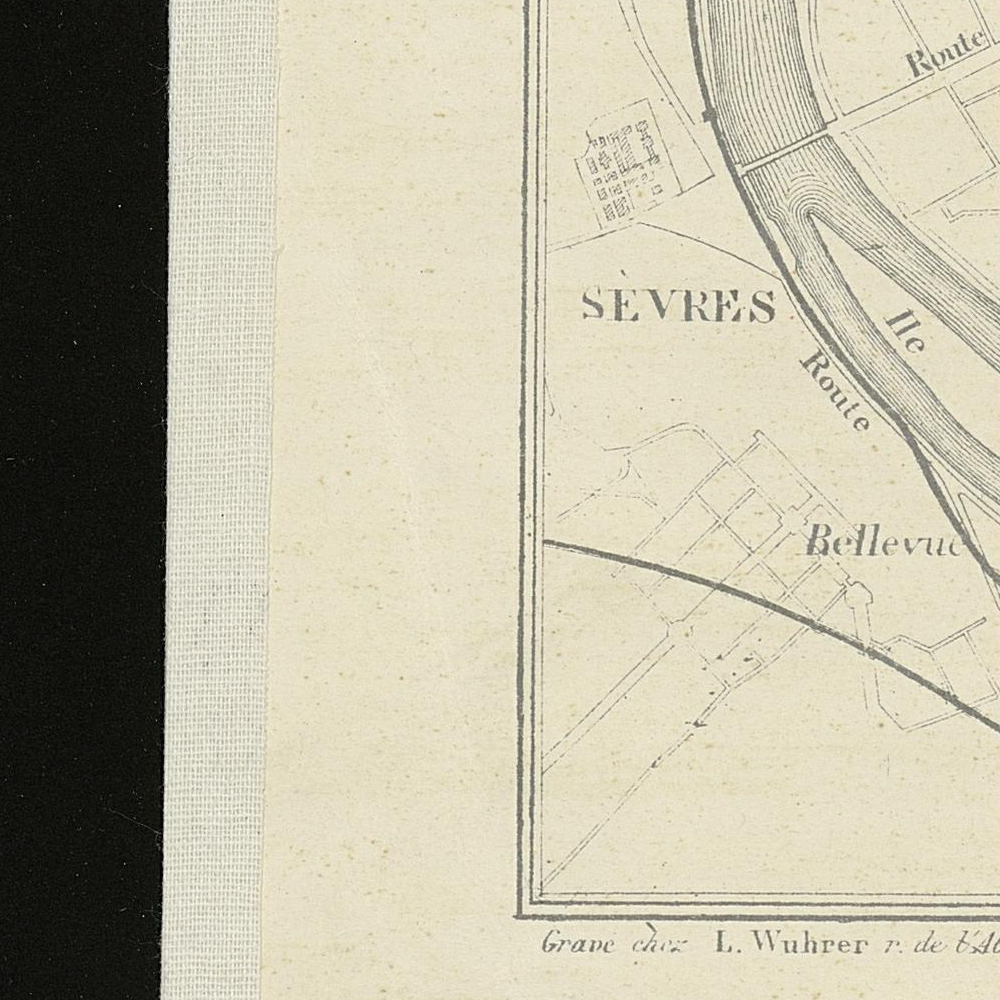 Route
SÈVRES
Ile
Route
Bellevue
Gravé chez L. Wuhrer r. de